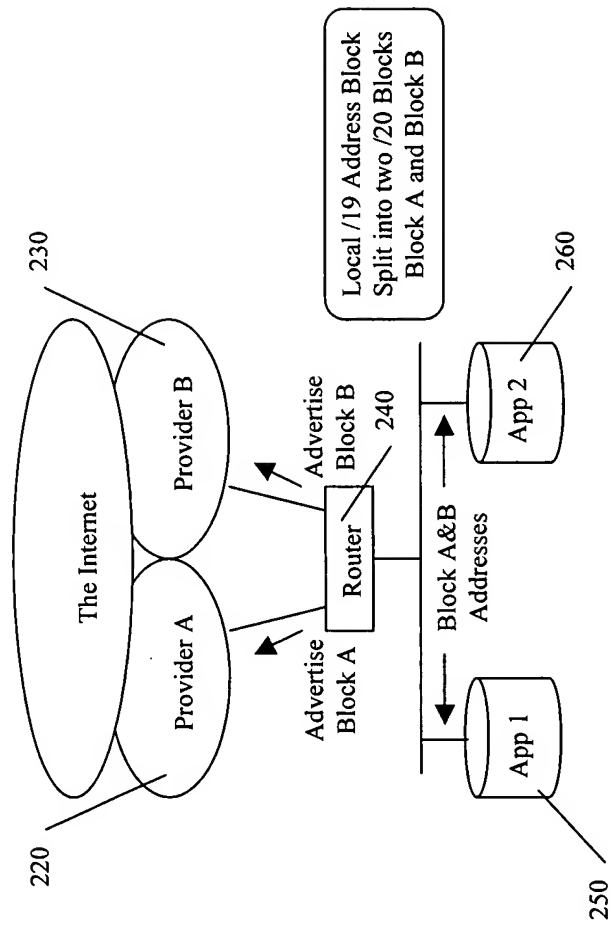 The Internet
220
Provider A
Provider B
230
Advertise
Block A
Router
Advertise
Block B
240
Local /19 Address Block
Split into two /20 Blocks
Block A and Block B
Block A&B
Addresses
App 1
App 2
250
260